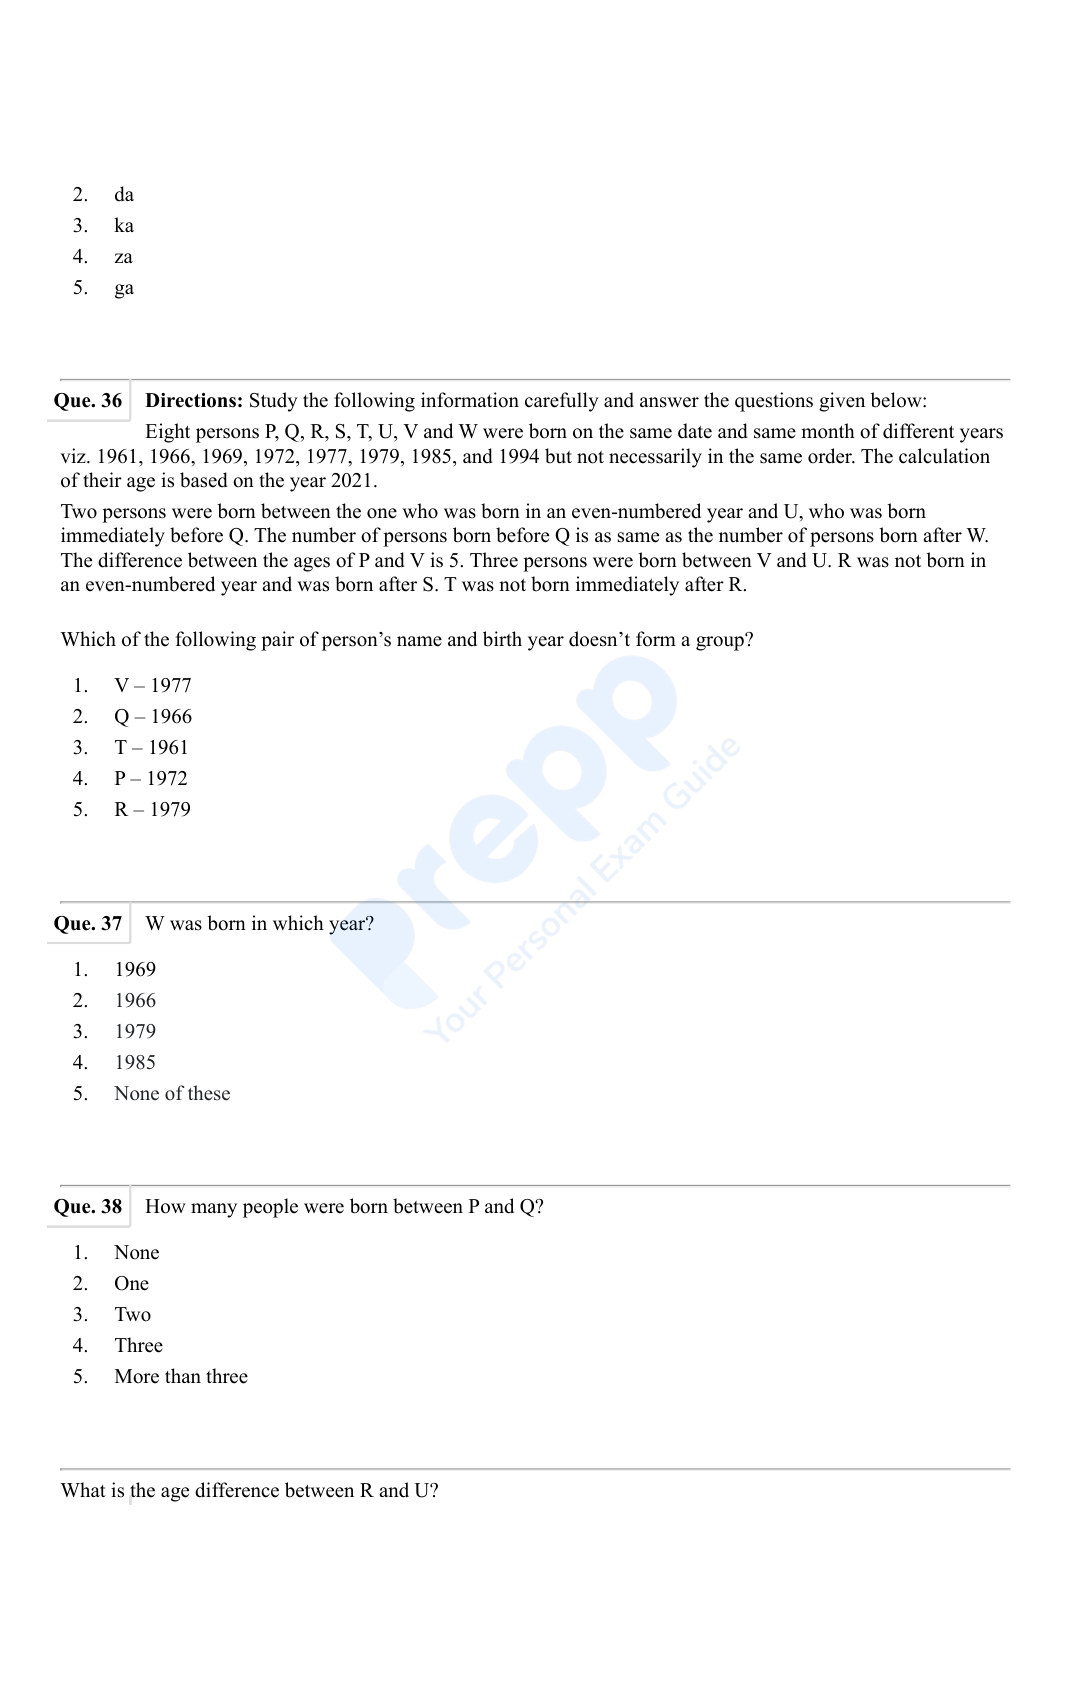 2. da
3. ka
4. za
5. ga
Que. 36 Directions: Study the following information carefully and answer the questions given below:
Eight persons P, Q, R, S, T, U, V and W were born on the same date and same month of different years
viz. 1961, 1966, 1969, 1972, 1977, 1979, 1985, and 1994 but not necessarily in the same order. The calculation
of their age is based on the year 2021.
Two persons were born between the one who was born in an even-numbered year and U, who was born
immediately before Q. The number of persons born before Q is as same as the number of persons born after W.
The difference between the ages of P and V is 5. Three persons were born between V and U. R was not born in
an even-numbered year and was born after S. T was not born immediately after R.
Which of the following pair of person’s name and birth year doesn’t form a group?
1. V – 1977
2. Q – 1966
3. T – 1961
4. P – 1972
5. R – 1979
Que. 37 W was born in which year?
1. 1969
2. 1966
3. 1979
4. 1985
5. None of these
Que. 38 How many people were born between P and Q?
1. None
2. One
3. Two
4. Three
5. More than three
What is the age difference between R and U?
Prepp
Your Personal Exam Guide